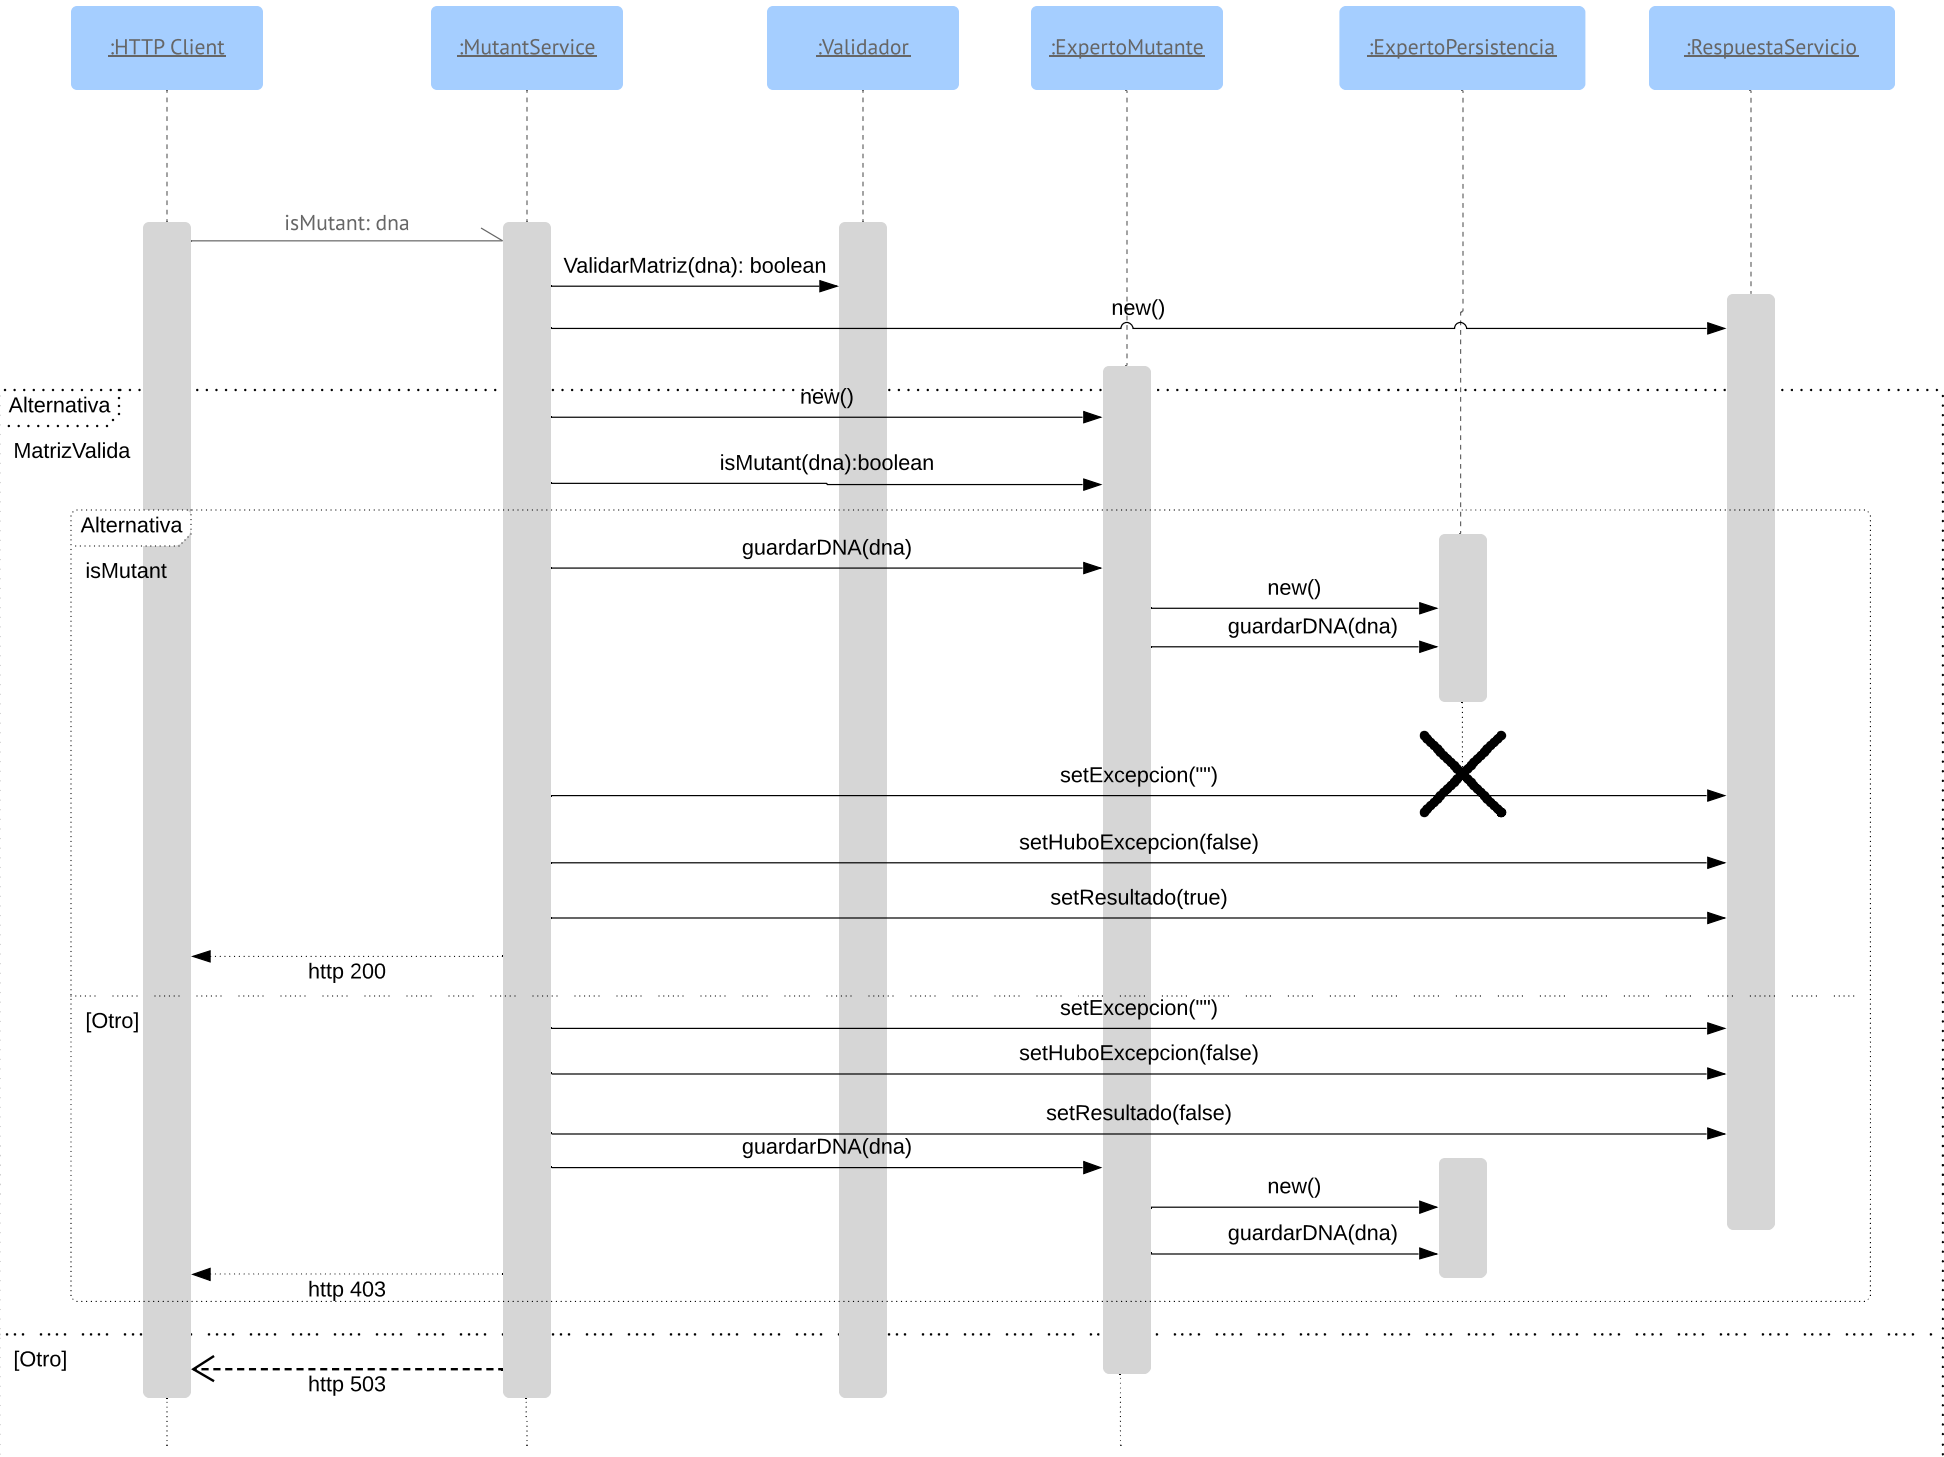 :HTTP Client
:MutantService
:Validador
:ExpertoMutante
:ExpertoPersistencia
:RespuestaServicio
isMutant: dna
ValidarMatriz(dna): boolean
new()
Alternativa
new()
MatrizValida
isMutant(dna):boolean
Alternativa
guardarDNA(dna)
isMutant
new()
guardarDNA(dna)
setExcepcion("")
setHuboExcepcion(false)
setResultado(true)
http 200
setExcepcion("")
[Otro]
setHuboExcepcion(false)
setResultado(false)
guardarDNA(dna)
new()
guardarDNA(dna)
http 403
[Otro]
http 503